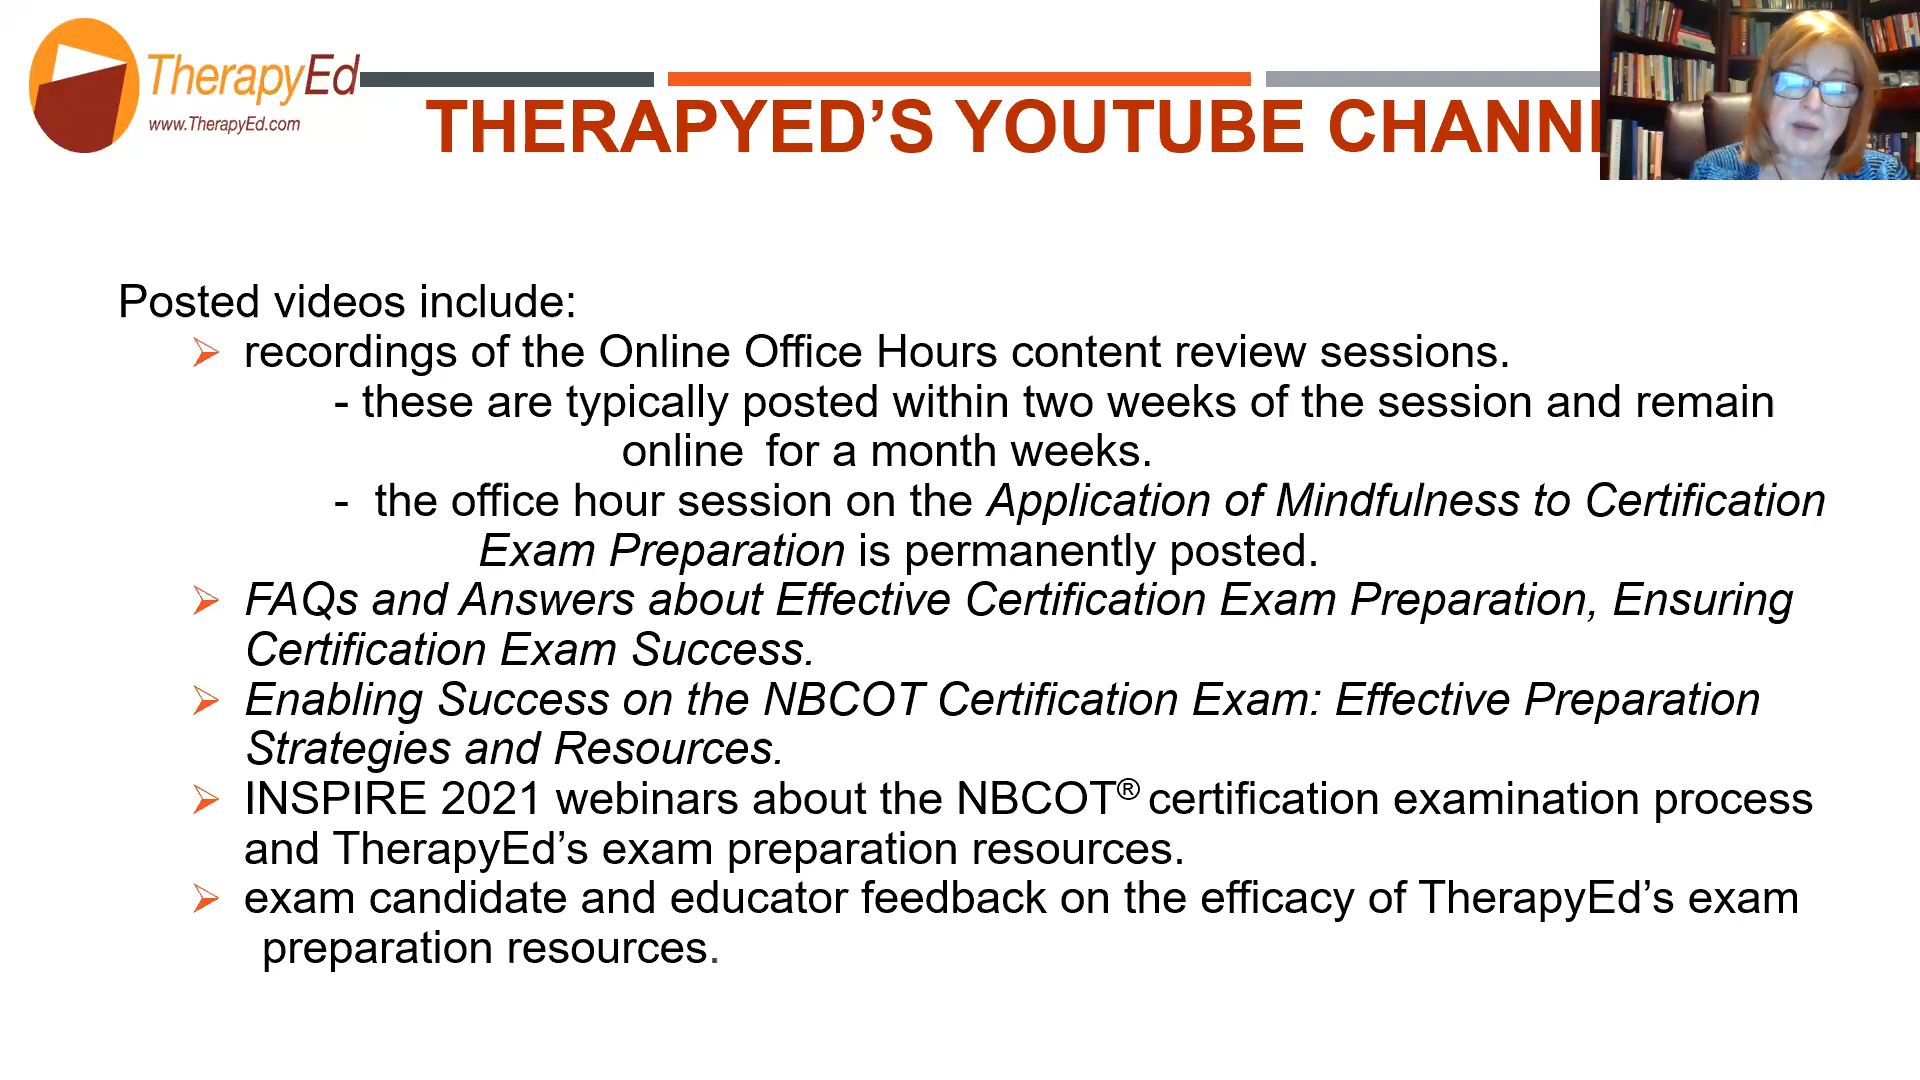 TherapyEd
www.TherapyEd.com
THERAPYED’S YOUTUBE
Posted videos include:
recordings of the Online Office Hours content review sessions.
- these are typically posted within two weeks of the session and remain
online for a month weeks.
- the office hour session on the Application of Mindfulness to Certification
Exam Preparation is permanently posted.
FAQs and Answers about Effective Certification Exam Preparation, Ensuring
Certification Exam Success.
Enabling Success on the NBCOT Certification Exam: Effective Preparation
Strategies and Resources.
INSPIRE 2021 webinars about the NBCOT® certification examination process
and TherapyEd’s exam preparation resources.
exam candidate and educator feedback on the efficacy of TherapyEd’s exam
preparation resources.